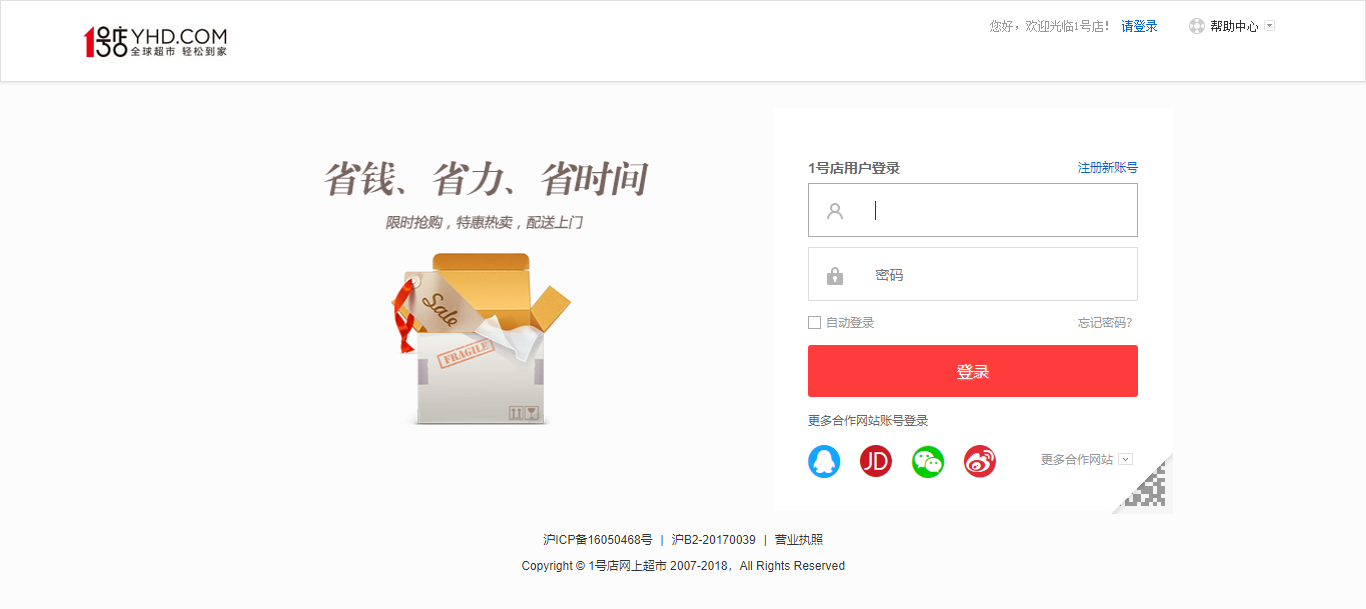 1号店 YHD.COM
全球超市 轻松到家
您好，欢迎光临1号店！ 请登录 帮助中心
省钱、省力、省时间
限时抢购，特惠热卖，配送上门
Sale
FRAGILE
1号店用户登录 注册新账号
密码
自动登录 忘记密码?
登录
更多合作网站账号登录
JD
更多合作网站
沪ICP备16050468号 | 沪B2-20170039 | 营业执照
Copyright © 1号店网上超市 2007-2018，All Rights Reserved